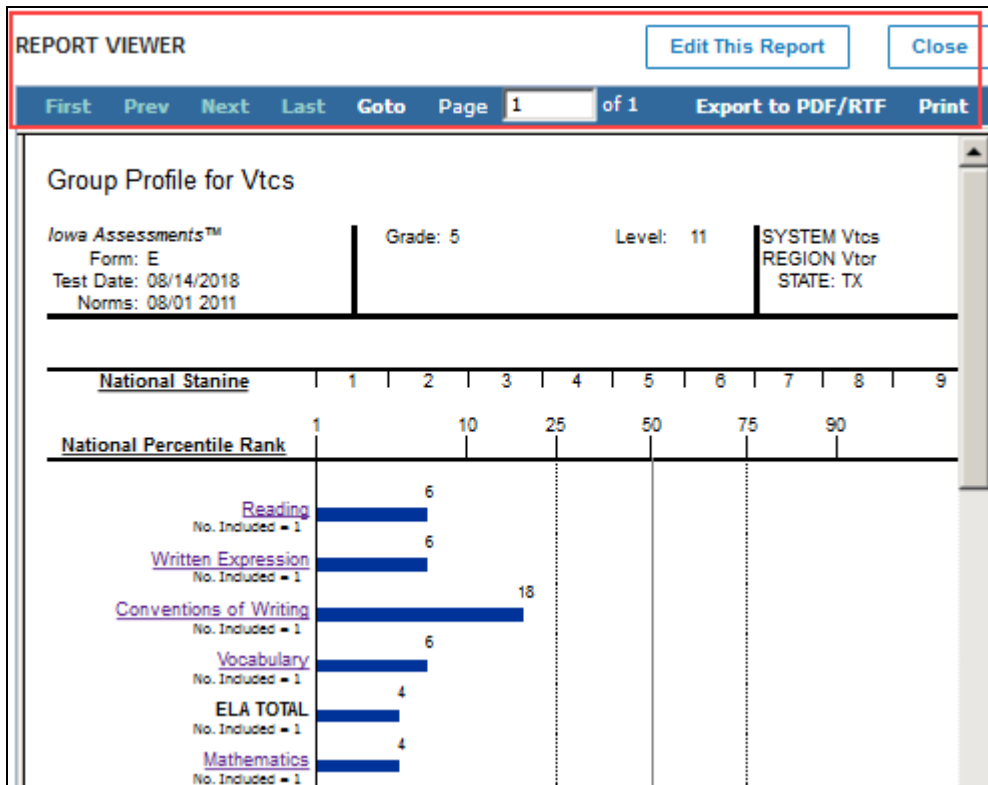 REPORT VIEWER Edit This Report Close
First Prev Next Last Goto Page 1 of 1 Export to PDF/RTF Print
Group Profile for Vtcs
Iowa Assessments™ Grade: 5 Level: 11 SYSTEM Vtcs
Form: E REGION Vtcr
Test Date: 08/14/2018 STATE: TX
Norms: 08/01 2011
National Stanine 1 2 3 4 5 6 7 8 9
1 10 25 50 75 90
National Percentile Rank
6
Reading
No. Included = 1
6
Written Expression
No. Included = 1
18
Conventions of Writing
No. Included = 1
6
Vocabulary
No. Included = 1
4
ELA TOTAL
No. Included = 1
4
Mathematics
No. Included = 1